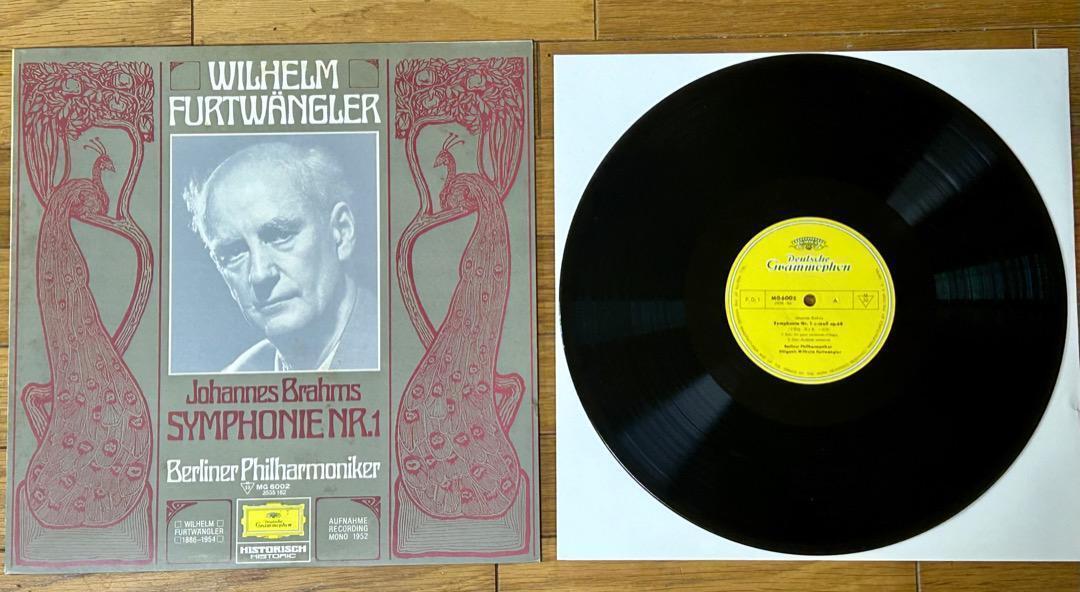 WILHELM
FURTWÄNGLER
Johannes Brahms
SYMPHONIE NR.1
Berliner Philharmoniker
MG 6002
2535 162
WILHELM
FURTWÄNGLER
1886-1954
Deutsche
Grammophon
HISTORISCH
HISTORIC
AUFNAHME
RECORDING
MONO 1952
Deutsche
Grammophon
A
Johannes Brahms
Symphonie Nr. 1 c-moll op.68
Berliner Philharmoniker
Dirigent: Wilhelm Furtwängler